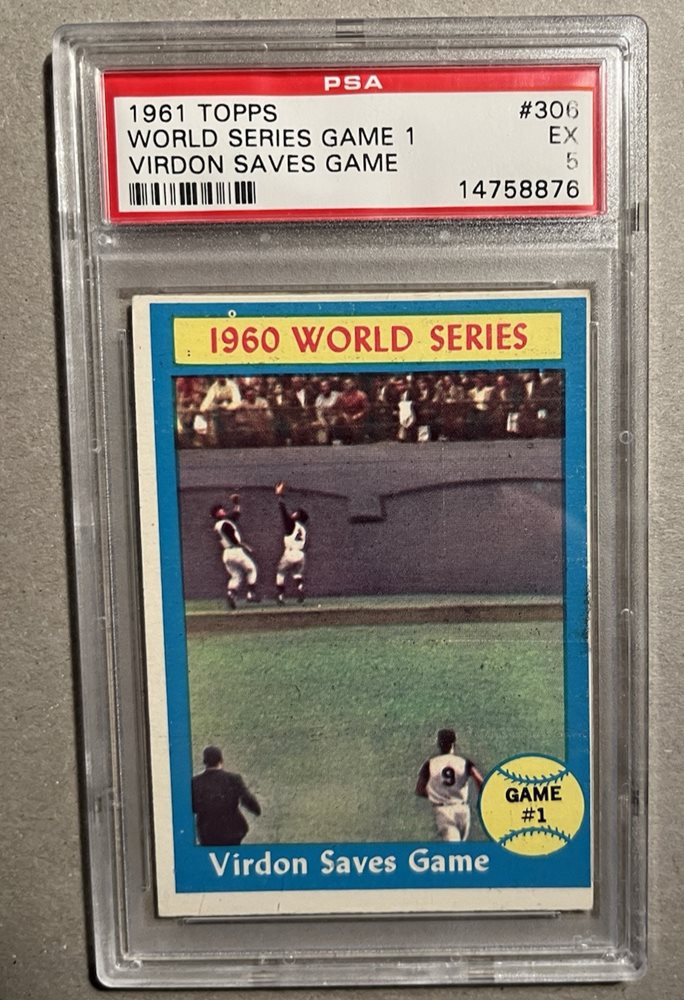 PSA
1961 TOPPS #306
WORLD SERIES GAME 1 EX
VIRDON SAVES GAME 5
14758876
1960 WORLD SERIES
9
GAME
#1
Virdon Saves Game